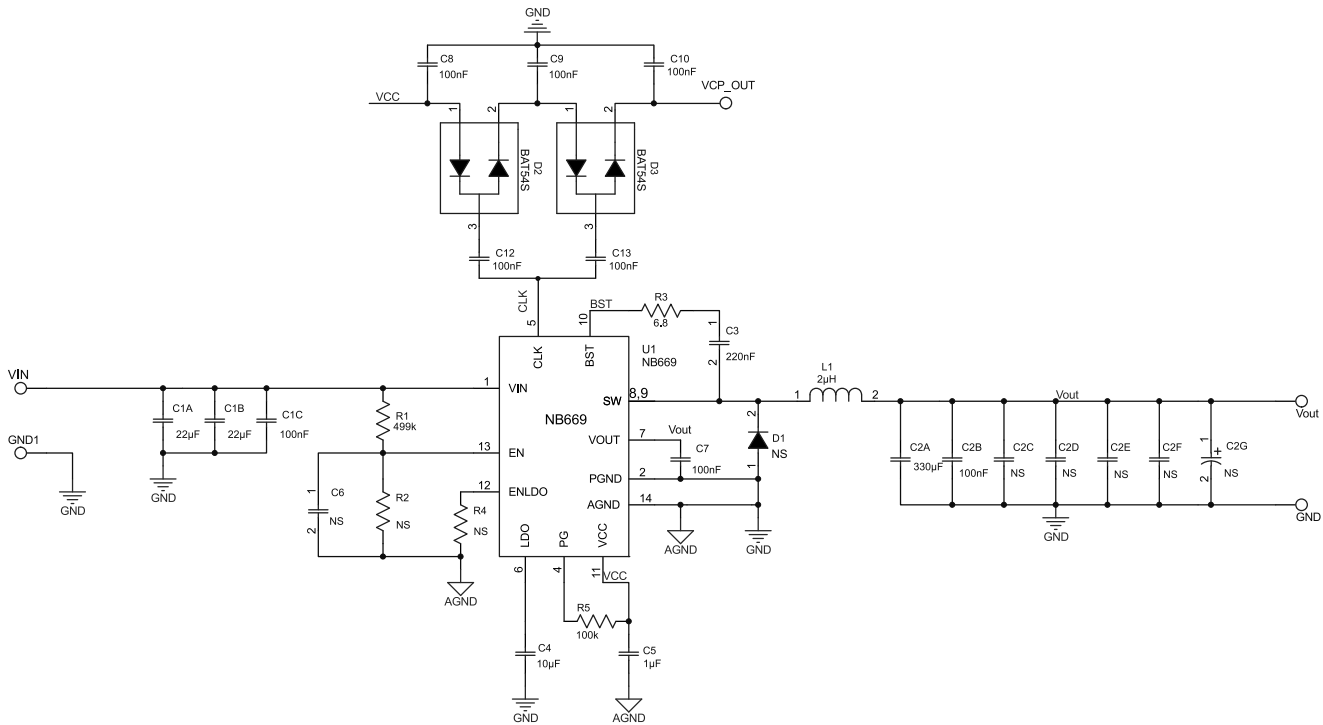 GND
C8
100nF
C9
100nF
C10
100nF
VCC
VCP_OUT
1
2
1
2
D2
BAT54S
D3
BAT54S
3
3
C12
100nF
C13
100nF
CLK
5
BST
10
R3
6.8
1
C3
220nF
2
U1
NB669
CLK
BST
VIN
1
VIN
C1A
22µF
C1B
22µF
C1C
100nF
R1
499k
GND1
GND
GND
NB669
SW
8,9
L1
2µH
1
2
Vout
Vout
13
EN
VOUT
7
Vout
C7
100nF
2
D1
NS
1
C2A
330µF
C2B
100nF
C2C
NS
C2D
NS
C2E
NS
C2F
NS
1
+
C2G
NS
2
PGND
2
12
ENLDO
AGND
14
1
C6
NS
2
R2
NS
R4
NS
AGND
GND
GND
GND
AGND
LDO
PG
VCC
6
4
11
VCC
R5
100k
C4
10µF
C5
1µF
GND
AGND